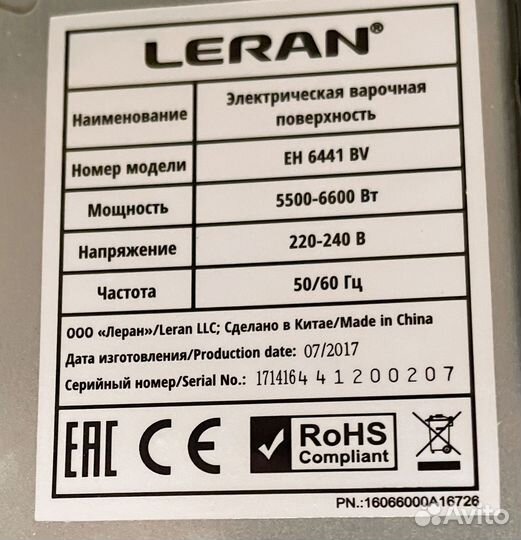 LERAN®
Наименование Электрическая варочная поверхность
Номер модели EH 6441 BV
Мощность 5500-6600 Вт
Напряжение 220-240 В
Частота 50/60 Гц
ООО «Леран»/Leran LLC; Сделано в Китае/Made in China
Дата изготовления/Production date: 07/2017
Серийный номер/Serial No.: 171416441200207
EAC CE RoHS Compliant
PN.:16066000A16726
Avito